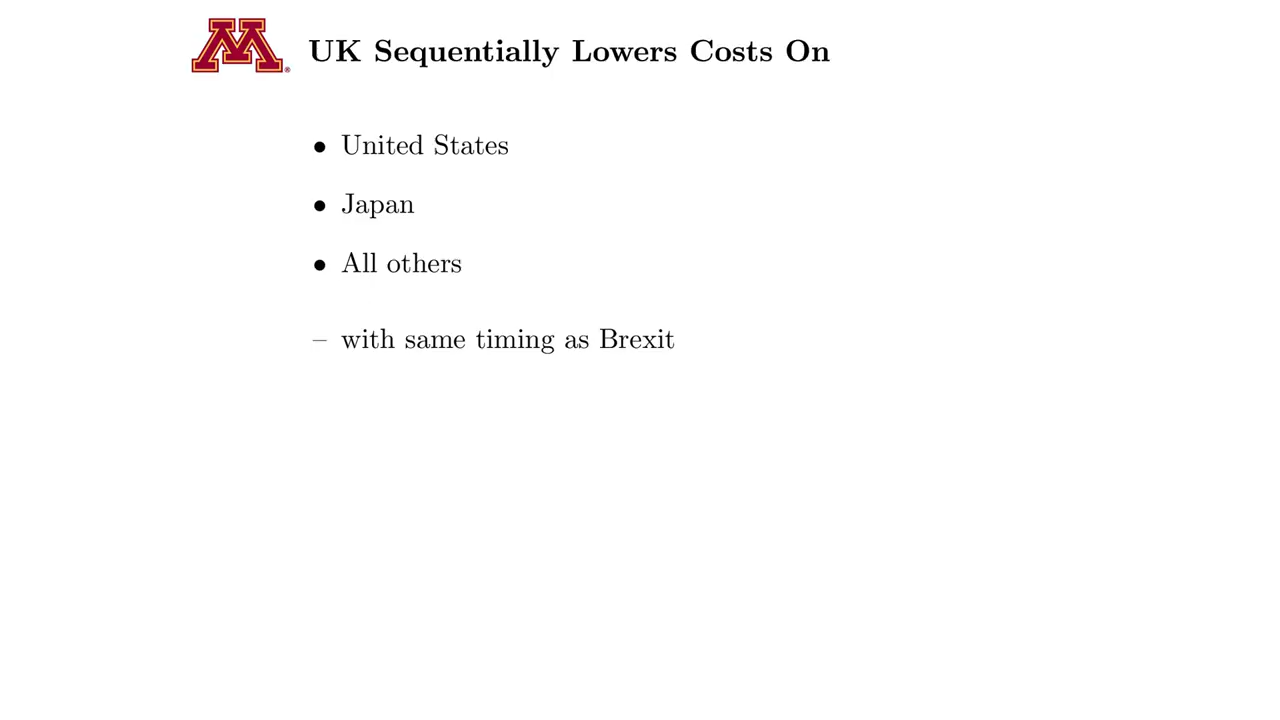 UK Sequentially Lowers Costs On
• United States
• Japan
• All others
– with same timing as Brexit